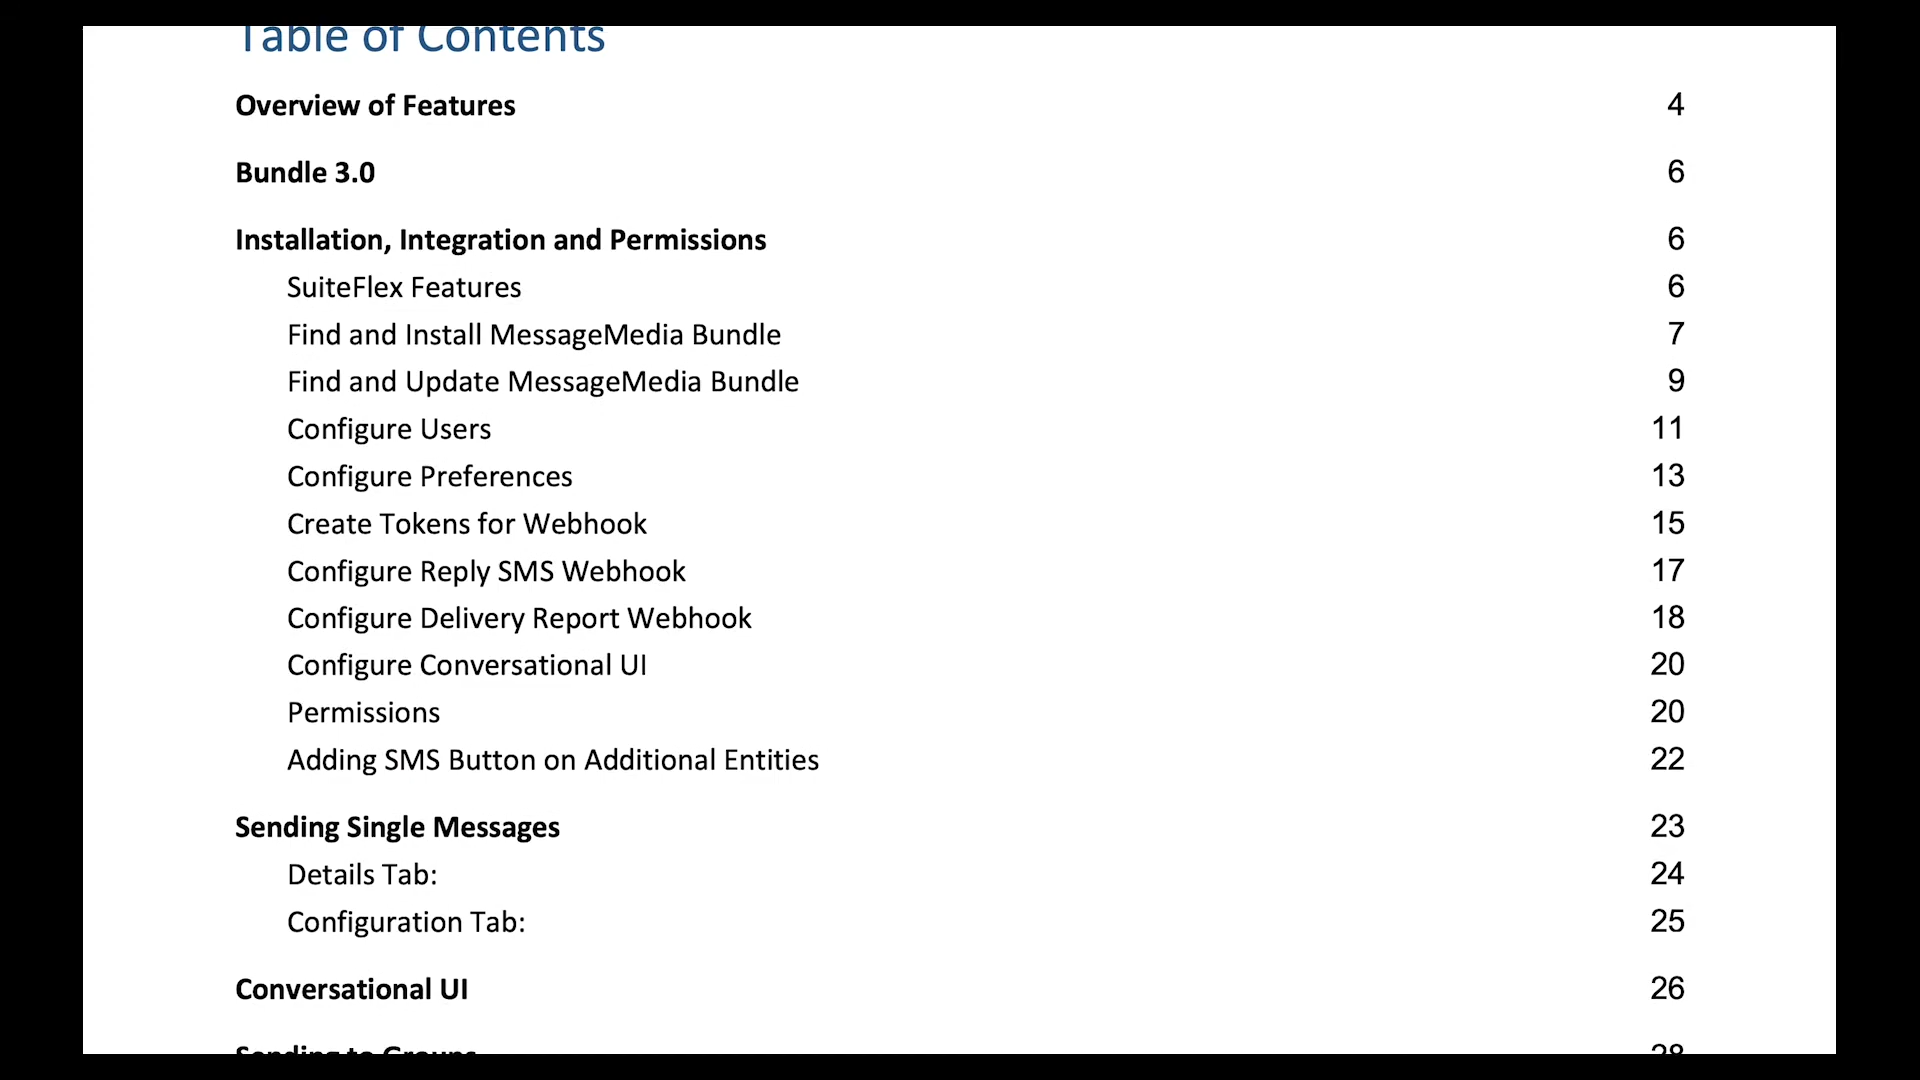 Table of Contents
Overview of Features 4
Bundle 3.0 6
Installation, Integration and Permissions 6
SuiteFlex Features 6
Find and Install MessageMedia Bundle 7
Find and Update MessageMedia Bundle 9
Configure Users 11
Configure Preferences 13
Create Tokens for Webhook 15
Configure Reply SMS Webhook 17
Configure Delivery Report Webhook 18
Configure Conversational UI 20
Permissions 20
Adding SMS Button on Additional Entities 22
Sending Single Messages 23
Details Tab: 24
Configuration Tab: 25
Conversational UI 26
Sending to Groups 28